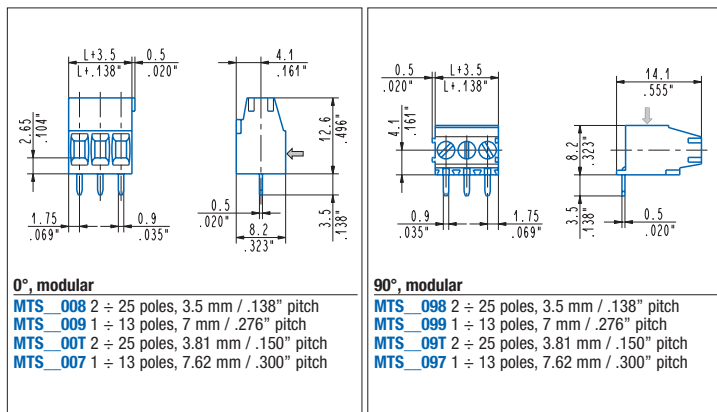 L+3.5
L+.138"
0.5
.020"
4.1
.161"
2.65
.104"
12.6
.496"
1.75
.069"
0.9
.035"
0.5
.020"
8.2
.323"
3.5
.138"
0°, modular
MTS__008 2 ÷ 25 poles, 3.5 mm / .138” pitch
MTS__009 1 ÷ 13 poles, 7 mm / .276” pitch
MTS__00T 2 ÷ 25 poles, 3.81 mm / .150” pitch
MTS__007 1 ÷ 13 poles, 7.62 mm / .300” pitch
0.5
.020"
L+3.5
L+.138"
14.1
.555"
4.1
.161"
8.2
.323"
0.9
.035"
1.75
.069"
3.5
.138"
0.5
.020"
90°, modular
MTS__098 2 ÷ 25 poles, 3.5 mm / .138” pitch
MTS__099 1 ÷ 13 poles, 7 mm / .276” pitch
MTS__09T 2 ÷ 25 poles, 3.81 mm / .150” pitch
MTS__097 1 ÷ 13 poles, 7.62 mm / .300” pitch